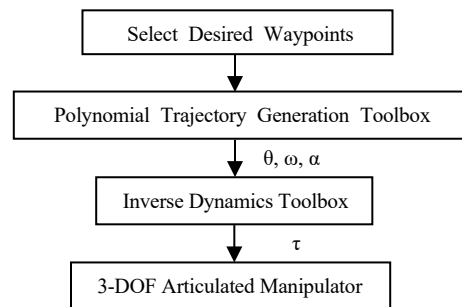 Select Desired Waypoints
Polynomial Trajectory Generation Toolbox
θ, ω, α
Inverse Dynamics Toolbox
τ
3-DOF Articulated Manipulator